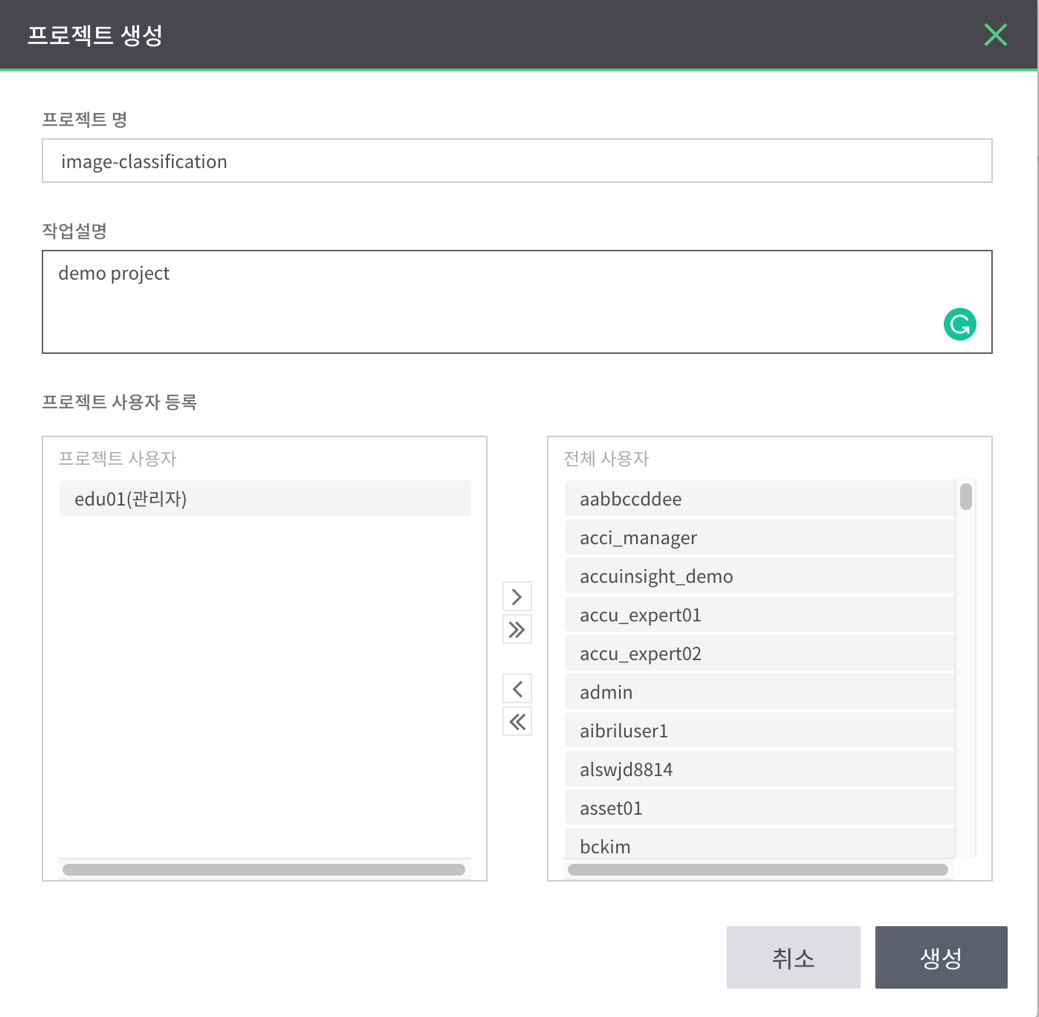 프로젝트 생성
프로젝트 명
image-classification
작업설명
demo project
프로젝트 사용자 등록
프로젝트 사용자
edu01(관리자)
전체 사용자
aabbccddee
acci_manager
accuinsight_demo
accu_expert01
accu_expert02
admin
aibriluser1
alswjd8814
asset01
bckim
취소
생성